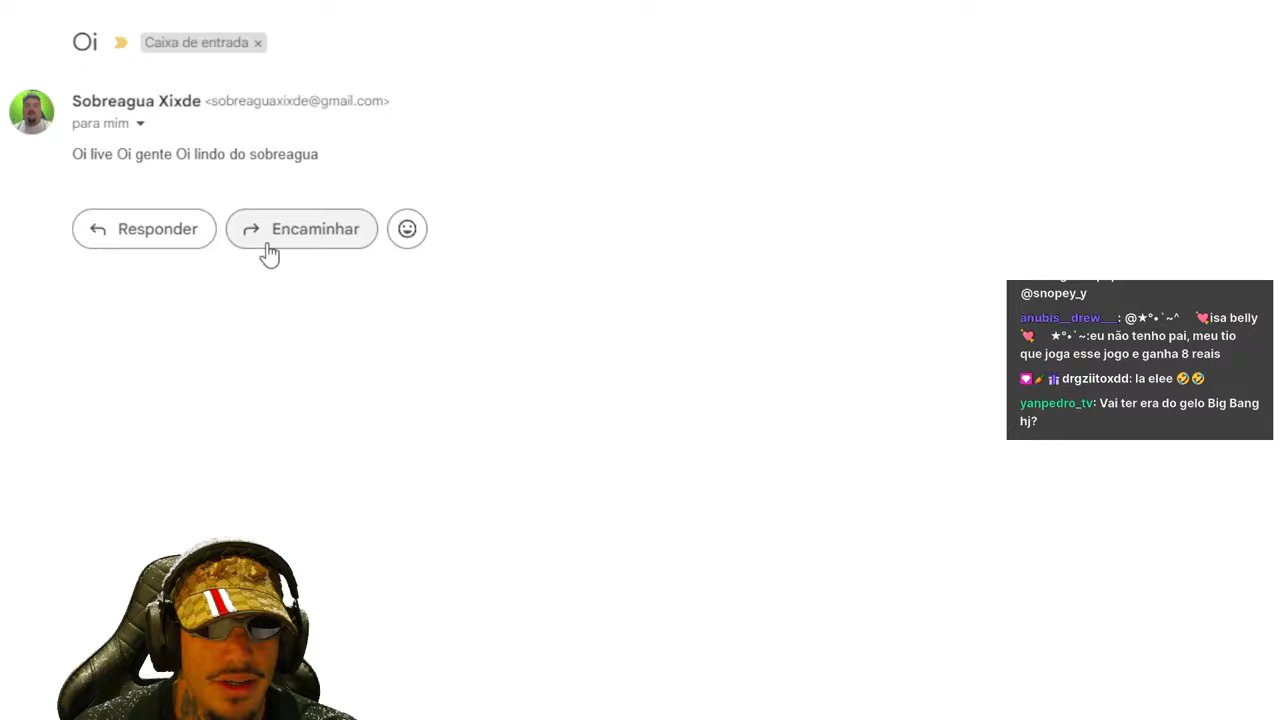 Oi
Caixa de entrada ×
Sobreagua Xixde <sobreaguaxixde@gmail.com>
para mim
Oi live Oi gente Oi lindo do sobreagua
Responder
Encaminhar
@snopey_y
anubis__drew__: @★°•`~^ 💘isa belly
💘 ★°•`~:eu não tenho pai, meu tio
que joga esse jogo e ganha 8 reais
drgziitoxdd: la elee 🤣🤣
yanpedro_tv: Vai ter era do gelo Big Bang
hj?